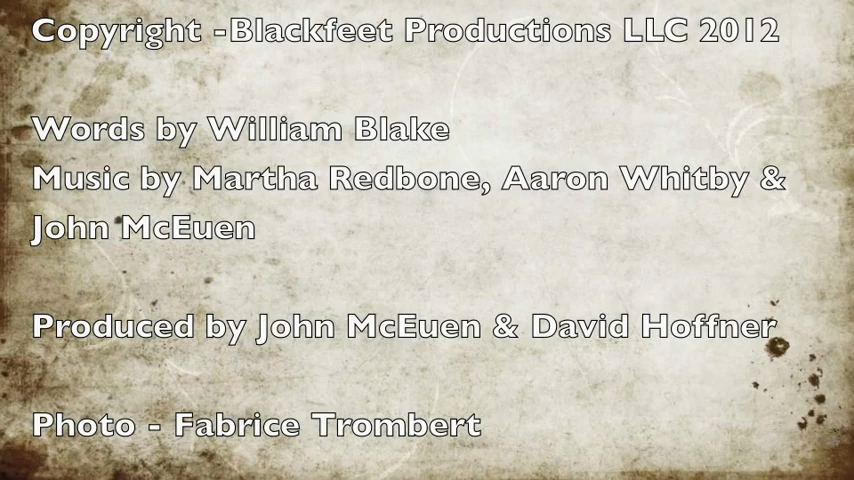 Copyright -Blackfeet Productions LLC 2012
Words by William Blake
Music by Martha Redbone, Aaron Whitby &
John McEuen
Produced by John McEuen & David Hoffner
Photo - Fabrice Trombert